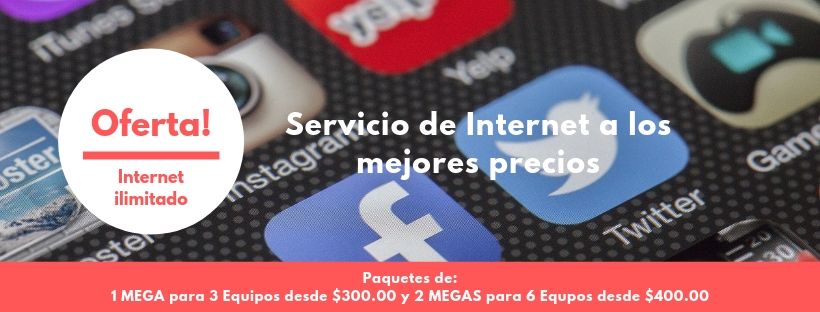 iTunes S
Yelp
Instagram
Game
oster
Twitter
Oferta!
Internet
ilimitado
Servicio de Internet a los
mejores precios
Paquetes de:
1 MEGA para 3 Equipos desde $300.00 y 2 MEGAS para 6 Equpos desde $400.00